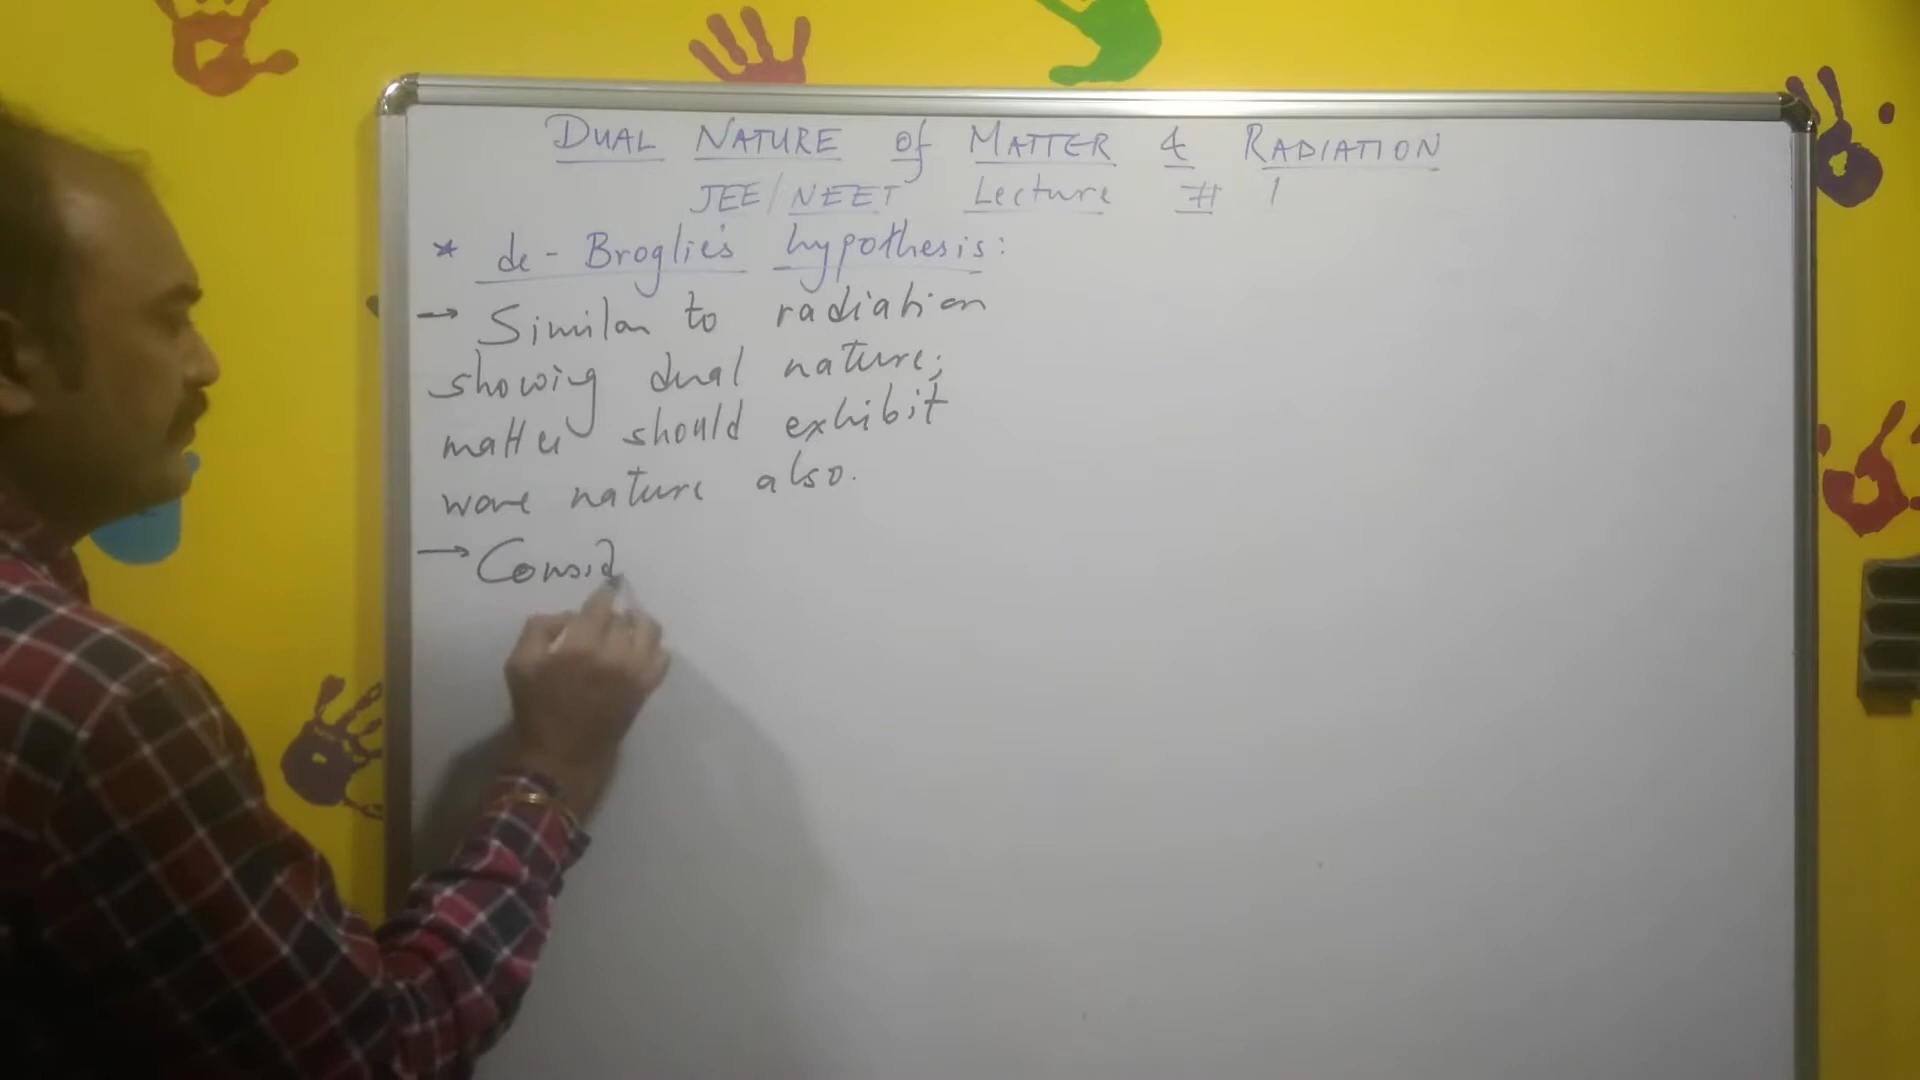 DUAL NATURE of MATTER & RADIATION
JEE/NEET Lecture # 1
* de-Broglie's hypothesis:
→ Similar to radiation
showing dual nature;
matter should exhibit
wave nature also.
→ Consid